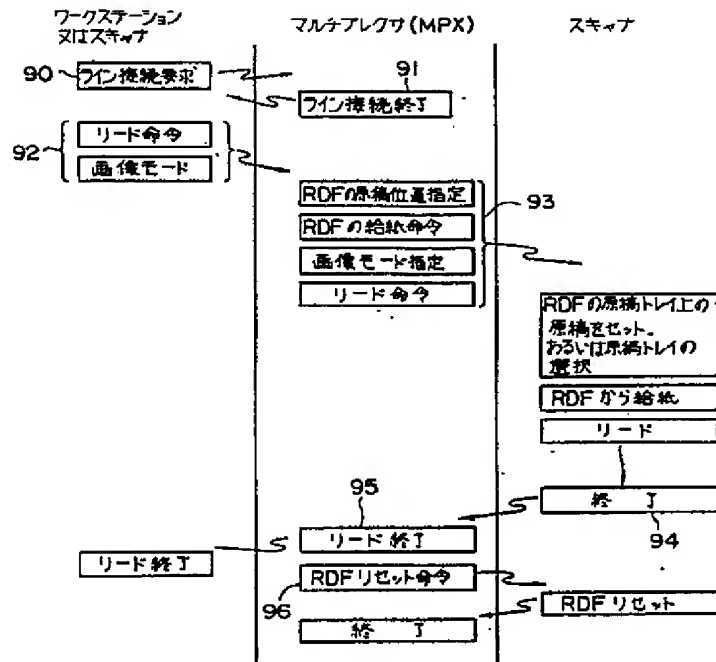 ワークステーション
又はスキャナ
マルチプレクサ(MPX)
スキャナ
90
ライン接続要求
91
ライン接続終了
92
リード命令
画像モード
RDFの原稿位置指定
93
RDFの給紙命令
画像モード指定
リード命令
RDFの原稿トレイ上の
原稿をセット.
あるいは原稿トレイの
選択
RDFから給紙
リード
終了
94
95
リード終了
リード終了
96
RDFリセット命令
RDFリセット
終了